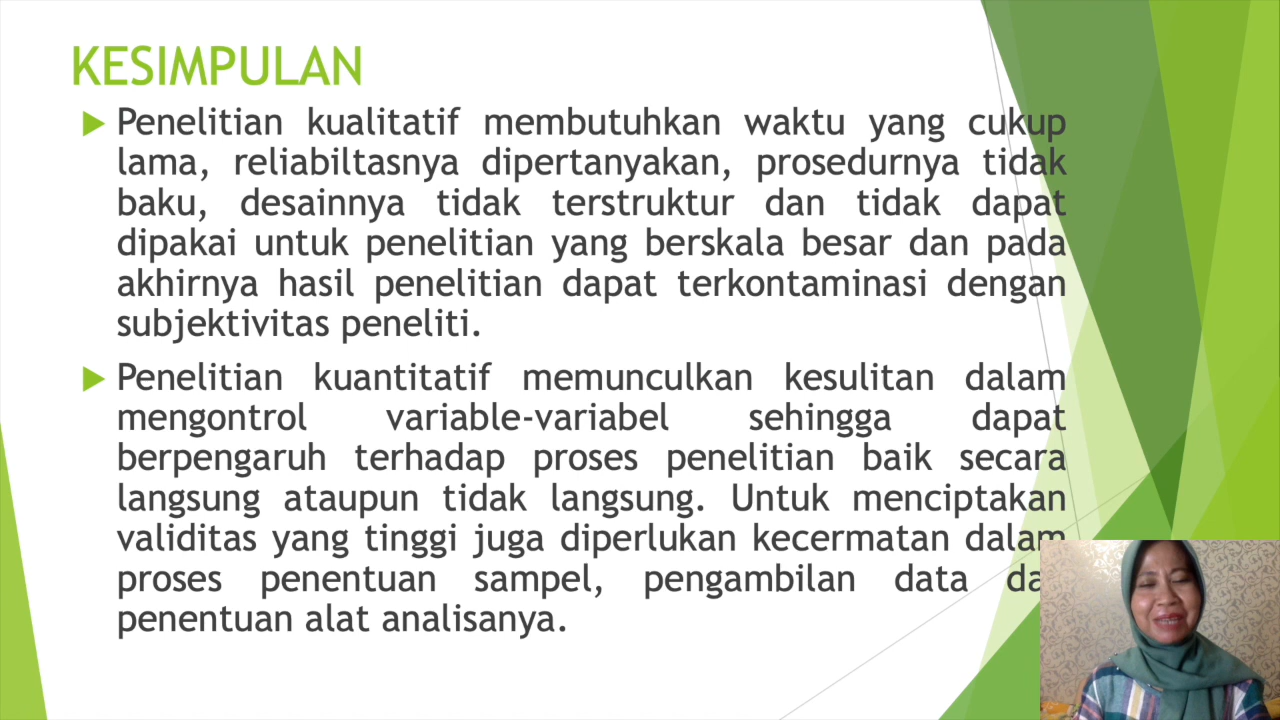 KESIMPULAN
Penelitian kualitatif membutuhkan waktu yang cukup
lama, reliabiltasnya dipertanyakan, prosedurnya tidak
baku, desainnya tidak terstruktur dan tidak dapat
dipakai untuk penelitian yang berskala besar dan pada
akhirnya hasil penelitian dapat terkontaminasi dengan
subjektivitas peneliti.
Penelitian kuantitatif memunculkan kesulitan dalam
mengontrol variable-variabel sehingga dapat
berpengaruh terhadap proses penelitian baik secara
langsung ataupun tidak langsung. Untuk menciptakan
validitas yang tinggi juga diperlukan kecermatan dalam
proses penentuan sampel, pengambilan data
penentuan alat analisanya.